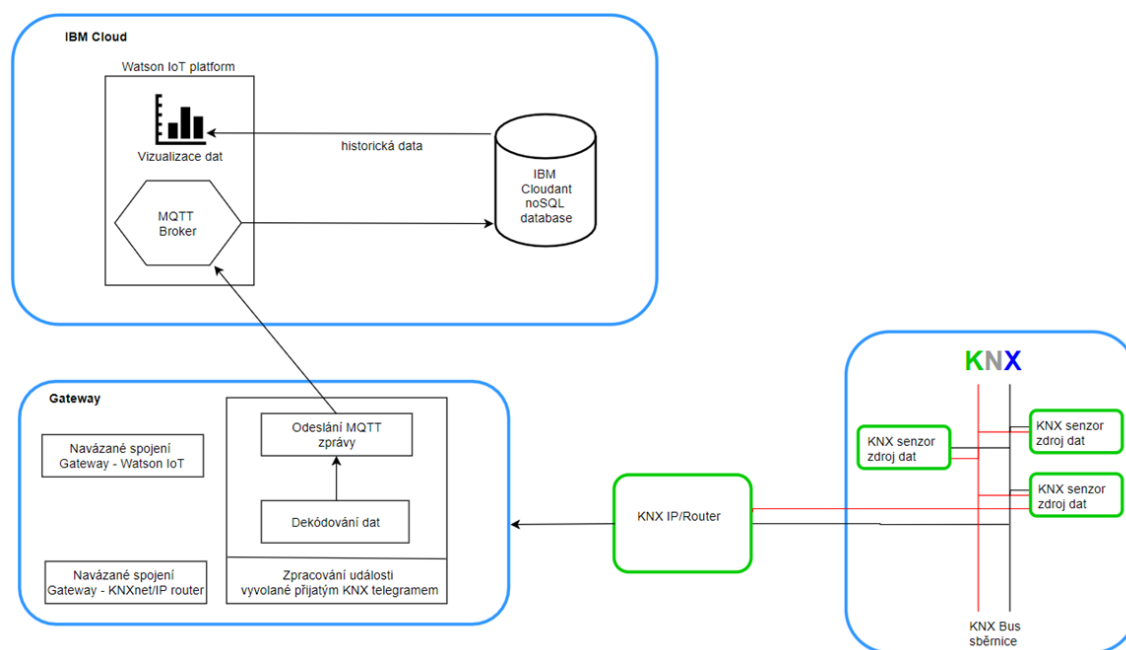 IBM Cloud
Watson IoT platform
Vizualizace dat
historická data
IBM
Cloudant
noSQL
database
MQTT
Broker
Gateway
Navázané spojení
Gateway - Watson IoT
Odeslání MQTT
zprávy
Dekódování dat
Navázané spojení
Gateway - KNXnet/IP router
Zpracování události
vyvolané přijatým KNX telegramem
KNX IP/Router
KNX
KNX senzor
zdroj dat
KNX senzor
zdroj dat
KNX senzor
zdroj dat
KNX Bus
sběrnice